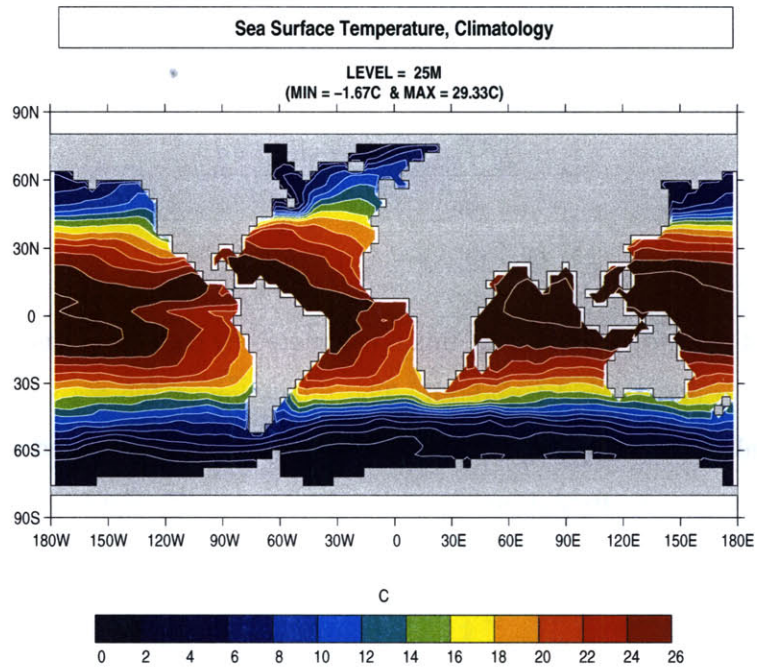 Sea Surface Temperature, Climatology
LEVEL = 25M
(MIN = −1.67C & MAX = 29.33C)
90N
60N
30N
0
30S
60S
90S
180W 150W 120W 90W 60W 30W 0 30E 60E 90E 120E 150E 180E
C
0 2 4 6 8 10 12 14 16 18 20 22 24 26